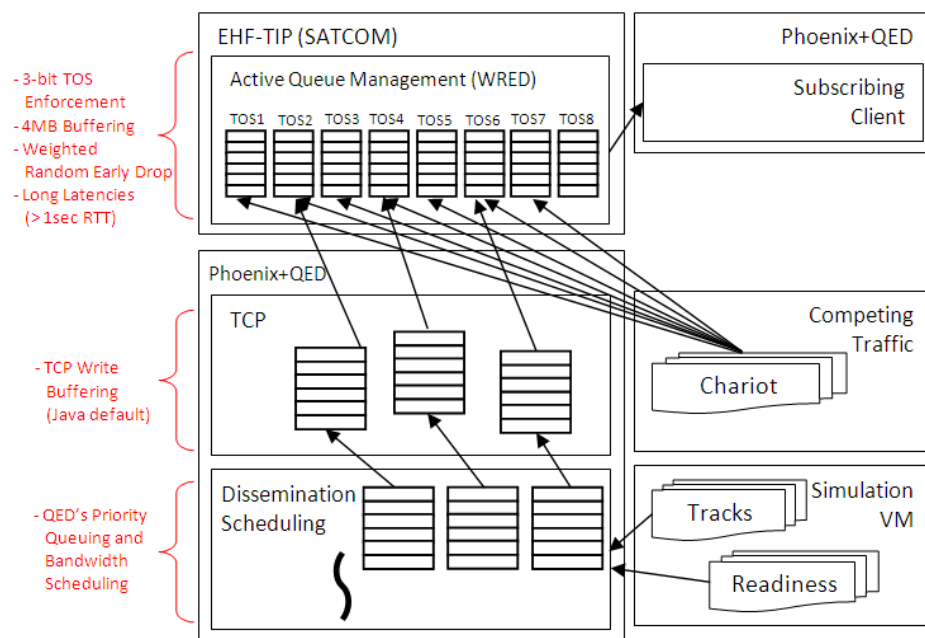 EHF-TIP (SATCOM)
Active Queue Management (WRED)
TOS1 TOS2 TOS3 TOS4 TOS5 TOS6 TOS7 TOS8
- 3-bit TOS
Enforcement
- 4MB Buffering
- Weighted
Random Early Drop
- Long Latencies
(>1sec RTT)
Phoenix+QED
Subscribing
Client
Phoenix+QED
TCP
- TCP Write
Buffering
(Java default)
Competing
Traffic
Chariot
Dissemination
Scheduling
- QED's Priority
Queuing and
Bandwidth
Scheduling
Simulation
VM
Tracks
Readiness